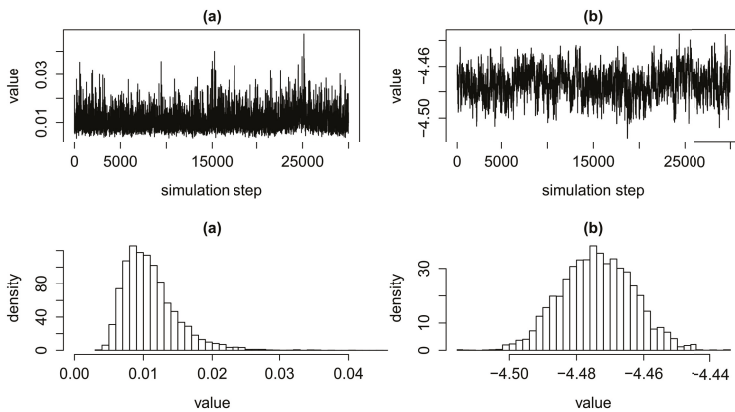 (a)
value
0.01 0.03
0 5000 15000 25000
simulation step
(b)
value
−4.50 −4.46
0 5000 15000 25000
simulation step
(a)
density
0 40 80
0.00 0.01 0.02 0.03 0.04
value
(b)
density
0 10 30
−4.50 −4.48 −4.46 −4.44
value